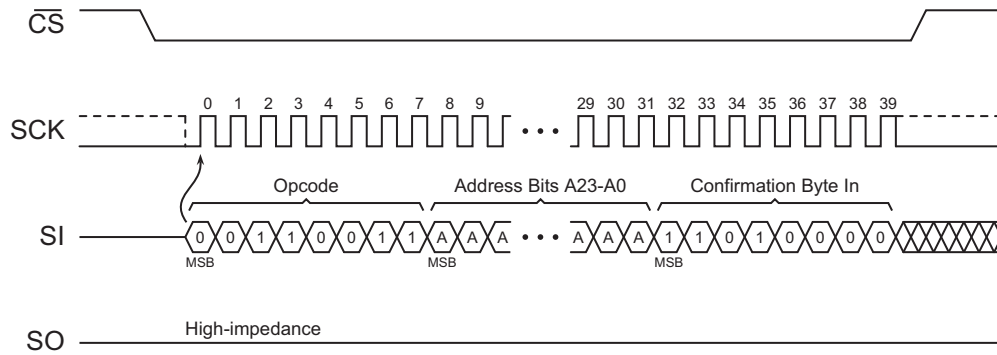 CS
0 1 2 3 4 5 6 7 8 9 29 30 31 32 33 34 35 36 37 38 39
SCK
Opcode Address Bits A23-A0 Confirmation Byte In
SI 0 0 1 1 0 0 1 1 A A A A A A 1 1 0 1 0 0 0 0
MSB MSB MSB
High-impedance
SO